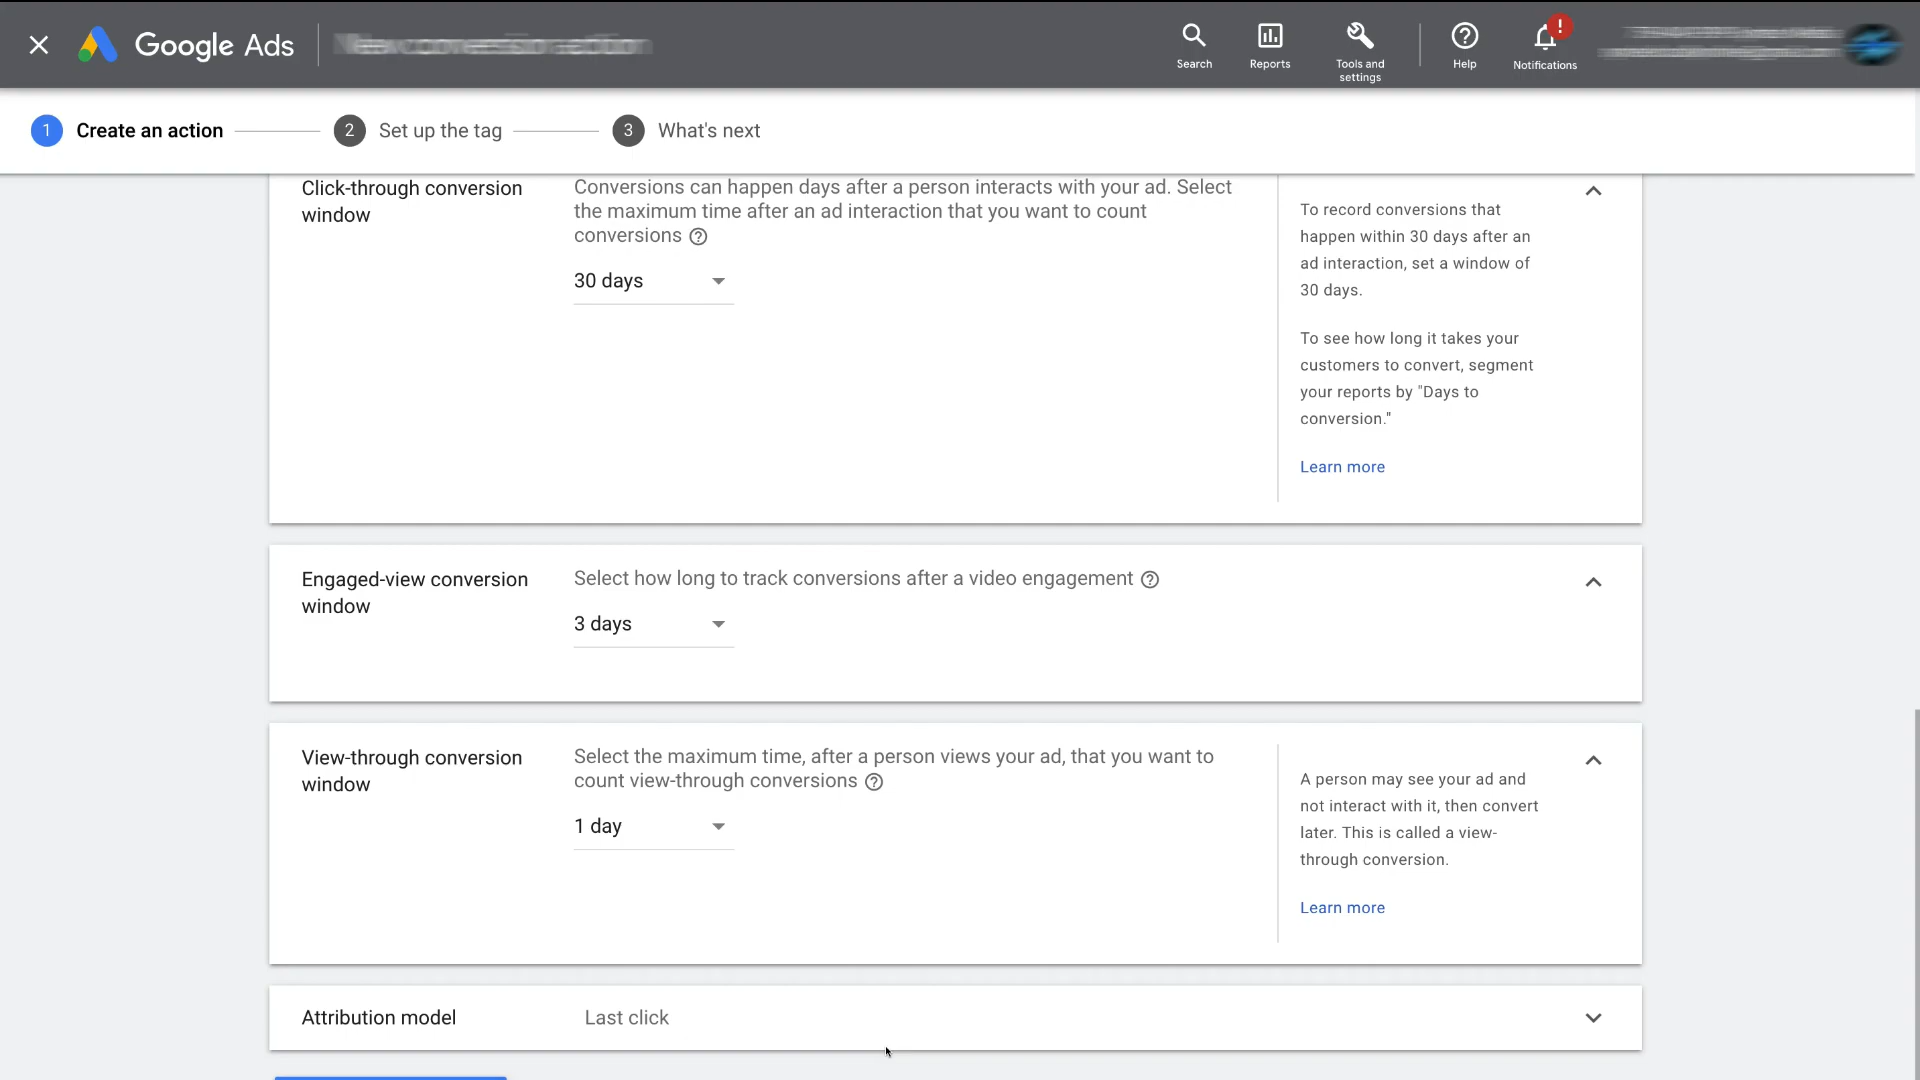 Google Ads
Search
Reports
Tools and
settings
Help
!
Notifications
1 Create an action
2 Set up the tag
3 What's next
Click-through conversion
window
Conversions can happen days after a person interacts with your ad. Select
the maximum time after an ad interaction that you want to count
conversions ?
30 days
To record conversions that
happen within 30 days after an
ad interaction, set a window of
30 days.
To see how long it takes your
customers to convert, segment
your reports by "Days to
conversion."
Learn more
Engaged-view conversion
window
Select how long to track conversions after a video engagement ?
3 days
View-through conversion
window
Select the maximum time, after a person views your ad, that you want to
count view-through conversions ?
1 day
A person may see your ad and
not interact with it, then convert
later. This is called a view-
through conversion.
Learn more
Attribution model
Last click